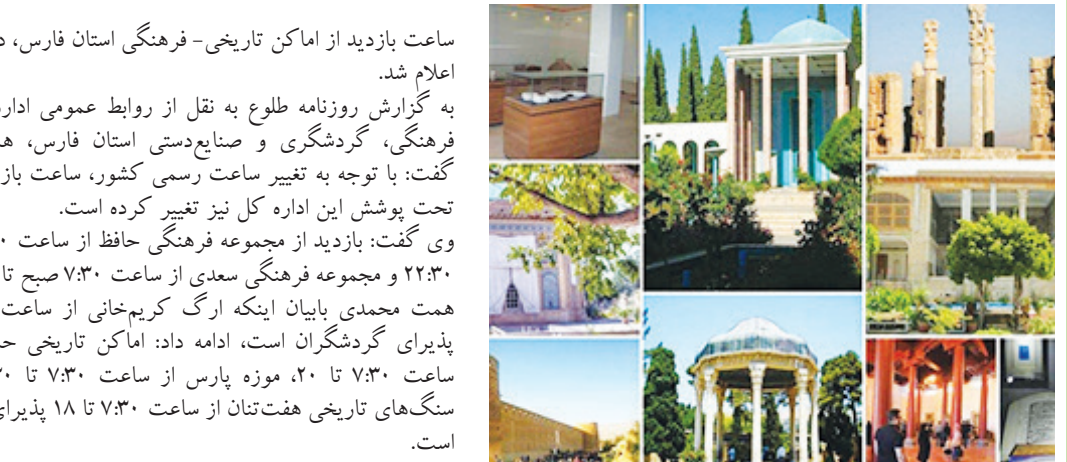 ساعت بازدید از اماکن تاریخی- فرهنگی استان فارس،
اعلام شد.
به گزارش روزنامه طلوع به نقل از روابط عمومی
فرهنگی، گردشگری و صنایع‌دستی استان فارس،
گفت: با توجه به تغییر ساعت رسمی کشور، ساعت
تحت پوشش این اداره کل نیز تغییر کرده است.
وی گفت: بازدید از مجموعه فرهنگی حافظ از ساعت
۲۲:۳۰ و مجموعه فرهنگی سعدی از ساعت ۷:۳۰ صبح تا
همت محمدی بابیان اینکه ارگ کریم‌خانی از ساعت
پذیرای گردشگران است، ادامه داد: اماکن تاریخی
ساعت ۷:۳۰ تا ۲۰، موزه پارس از ساعت ۷:۳۰ تا
سنگ‌های تاریخی هفت‌تنان از ساعت ۷:۳۰ تا ۱۸
است.